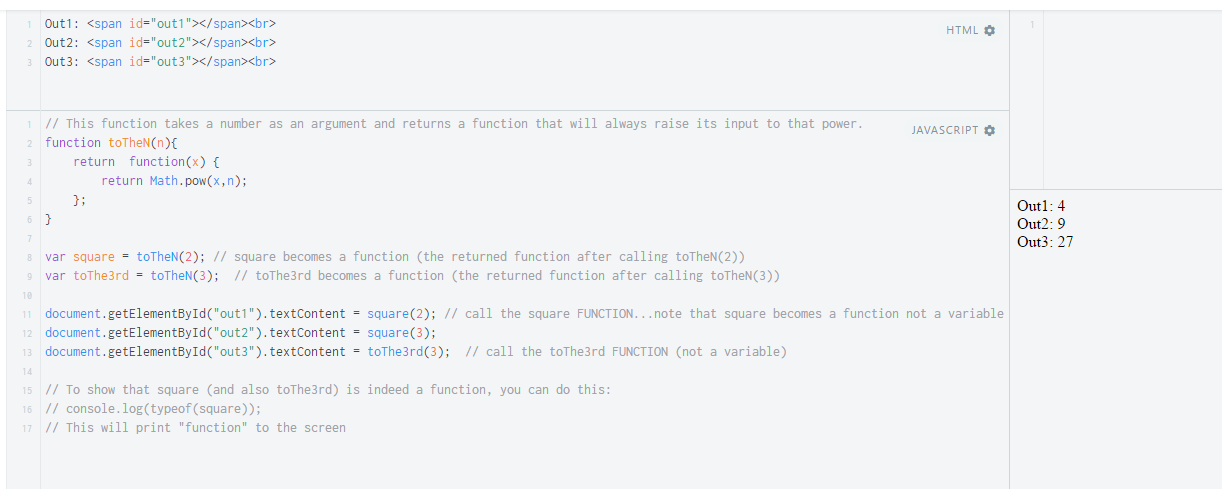 1 Out1: <span id="out1"></span><br>
2 Out2: <span id="out2"></span><br>
3 Out3: <span id="out3"></span><br>
HTML
1 // This function takes a number as an argument and returns a function that will always raise its input to that power.
JAVASCRIPT
2 function toTheN(n){
3     return  function(x) {
4         return Math.pow(x,n);
5     };
6 }
7
8 var square = toTheN(2); // square becomes a function (the returned function after calling toTheN(2))
9 var toThe3rd = toTheN(3);  // toThe3rd becomes a function (the returned function after calling toTheN(3))
10
11 document.getElementById("out1").textContent = square(2); // call the square FUNCTION...note that square becomes a function not a variable
12 document.getElementById("out2").textContent = square(3);
13 document.getElementById("out3").textContent = toThe3rd(3);  // call the toThe3rd FUNCTION (not a variable)
14
15 // To show that square (and also toThe3rd) is indeed a function, you can do this:
16 // console.log(typeof(square));
17 // This will print "function" to the screen
1
Out1: 4
Out2: 9
Out3: 27